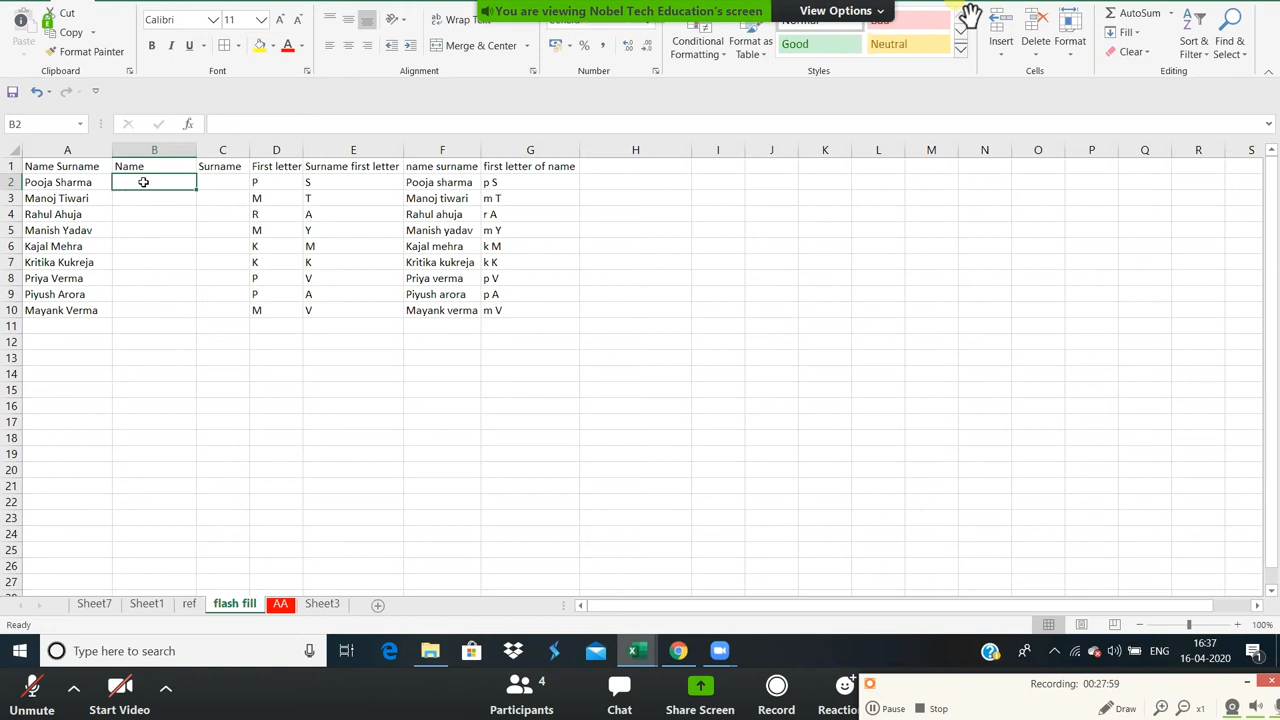 Cut
Copy
Format Painter
Paste
Clipboard
Calibri
11
B I U
Font
Wrap Text
Merge & Center
Alignment
% ,
Number
You are viewing Nobel Tech Education's screen
View Options
Conditional Formatting
Format as Table
Good
Neutral
Styles
Insert
Delete
Format
Cells
AutoSum
Fill
Clear
Sort & Filter
Find & Select
Editing
B2
fx
A B C D E F G H I J K L M N O P Q R S
1 Name Surname Name Surname First letter Surname first letter name surname first letter of name
2 Pooja Sharma P S Pooja sharma p S
3 Manoj Tiwari M T Manoj tiwari m T
4 Rahul Ahuja R A Rahul ahuja r A
5 Manish Yadav M Y Manish yadav m Y
6 Kajal Mehra K M Kajal mehra k M
7 Kritika Kukreja K K Kritika kukreja k K
8 Priya Verma P V Priya verma p V
9 Piyush Arora P A Piyush arora p A
10 Mayank Verma M V Mayank verma m V
11
12
13
14
15
16
17
18
19
20
21
22
23
24
25
26
27
Sheet7 Sheet1 ref flash fill AA Sheet3
Ready
100%
Type here to search
ENG
16:37
16-04-2020
Unmute
Start Video
4
Participants
Chat
Share Screen
Record
Reactio
Recording: 00:27:59
Pause
Stop
Draw
x1